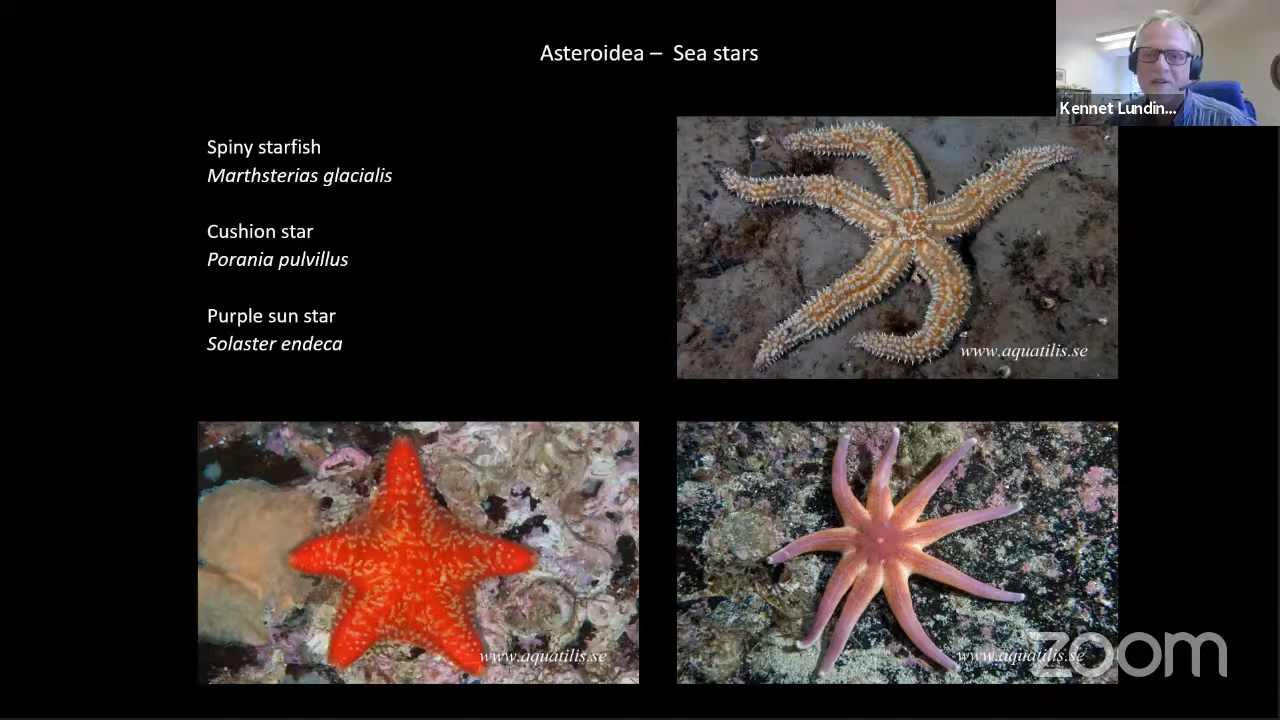 Asteroidea – Sea stars
Kennet Lundin...
Spiny starfish
Marthsterias glacialis
Cushion star
Porania pulvillus
Purple sun star
Solaster endeca
www.aquatilis.se
www.aquatilis.se
www.aquatilis.se
zoom